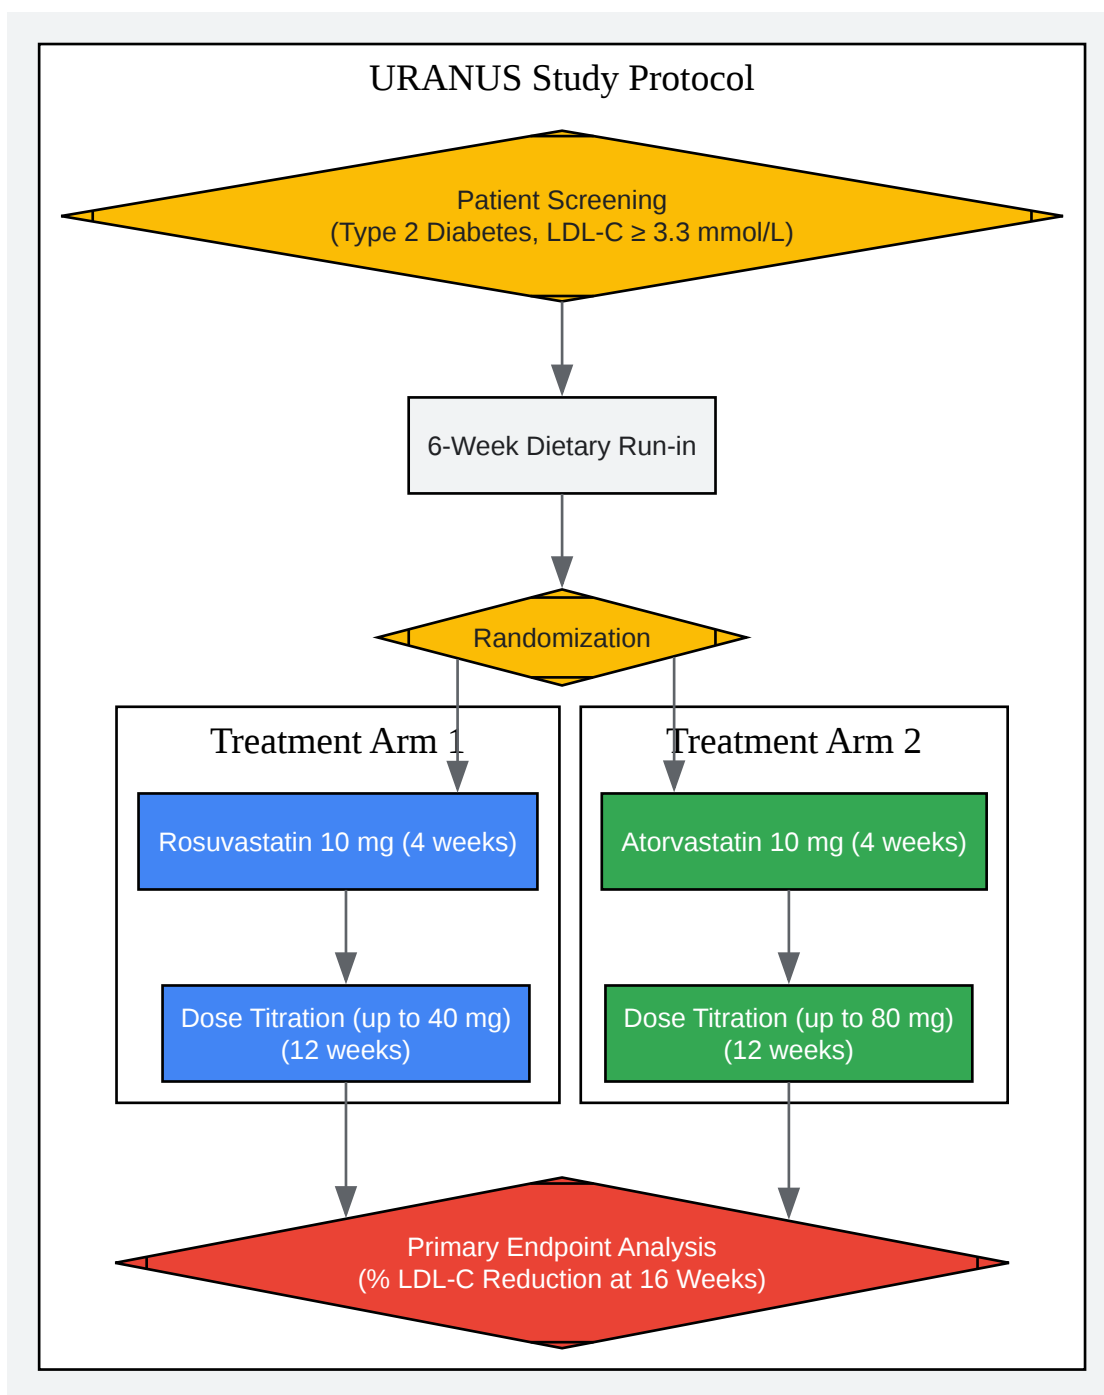 URANUS Study Protocol
Patient Screening
(Type 2 Diabetes, LDL-C ≥ 3.3 mmol/L)
6-Week Dietary Run-in
Randomization
Treatment Arm 1
Treatment Arm 2
Rosuvastatin 10 mg (4 weeks)
Atorvastatin 10 mg (4 weeks)
Dose Titration (up to 40 mg)
(12 weeks)
Dose Titration (up to 80 mg)
(12 weeks)
Primary Endpoint Analysis
(% LDL-C Reduction at 16 Weeks)